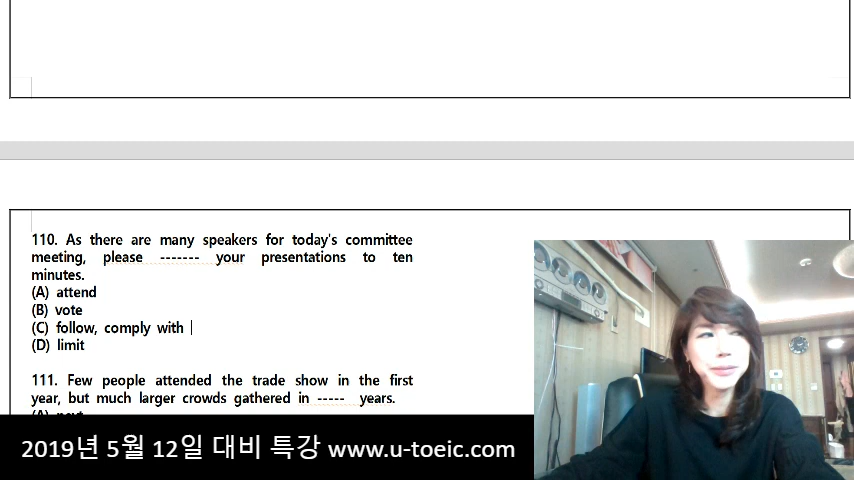 110. As there are many speakers for today's committee
meeting, please ------- your presentations to ten
minutes.
(A) attend
(B) vote
(C) follow, comply with
(D) limit
111. Few people attended the trade show in the first
year, but much larger crowds gathered in ----- years.
(A) next
2019년 5월 12일 대비 특강 www.u-toeic.com